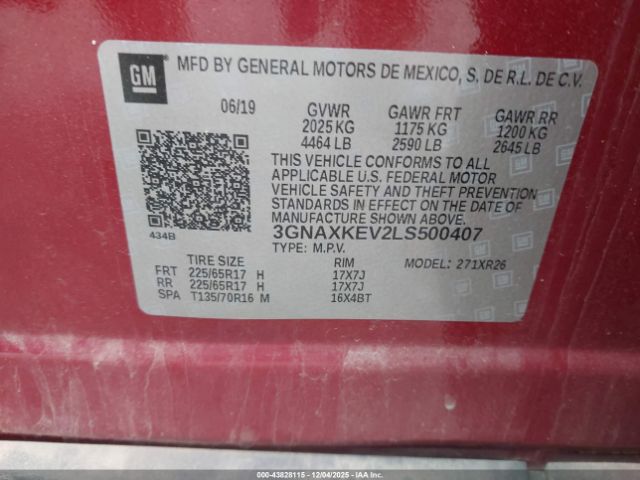 GM
MFD BY GENERAL MOTORS DE MEXICO, S. DE R.L. DE C.V.
06/19 GVWR GAWR FRT GAWR RR
2025 KG 1175 KG 1200 KG
4464 LB 2590 LB 2645 LB
THIS VEHICLE CONFORMS TO ALL
APPLICABLE U.S. FEDERAL MOTOR
VEHICLE SAFETY AND THEFT PREVENTION
STANDARDS IN EFFECT ON THE DATE
OF MANUFACTURE SHOWN ABOVE.
434B 3GNAXKEV2LS500407
TYPE: M.P.V.
TIRE SIZE RIM MODEL: 271XR26
FRT 225/65R17 H 17X7J
RR 225/65R17 H 17X7J
SPA T135/70R16 M 16X4BT
000-43828115 - 12/04/2025 - IAAI.COM